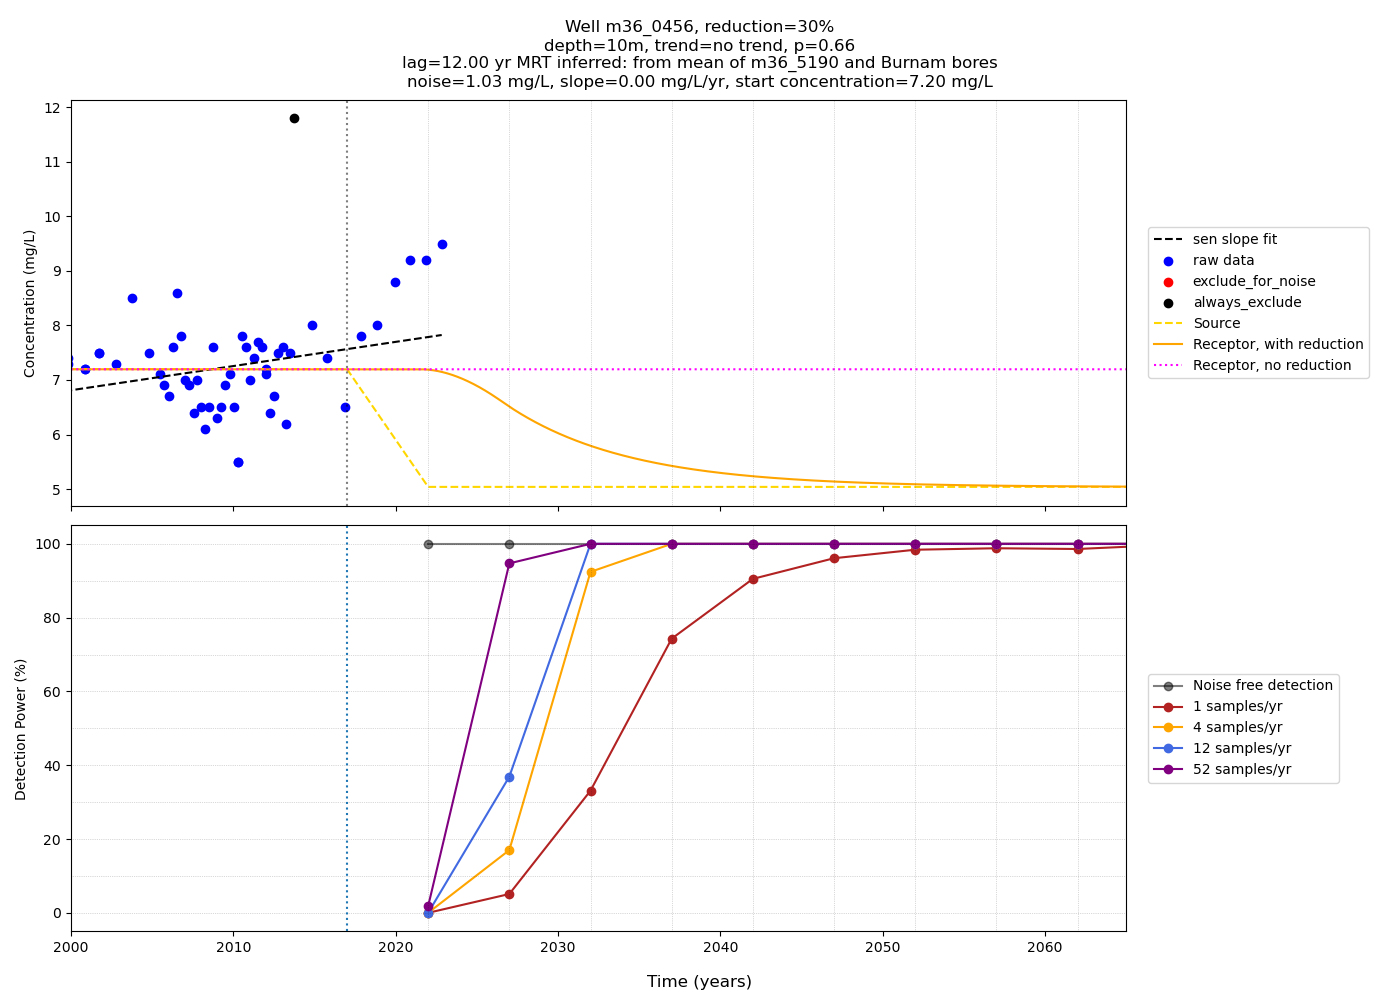 Well m36_0456, reduction=30%
depth=10m, trend=no trend, p=0.66
lag=12.00 yr MRT inferred: from mean of m36_5190 and Burnam bores
noise=1.03 mg/L, slope=0.00 mg/L/yr, start concentration=7.20 mg/L
12
11
10
9
8
7
6
5
Concentration (mg/L)
sen slope fit
raw data
exclude_for_noise
always_exclude
Source
Receptor, with reduction
Receptor, no reduction
100
80
60
40
20
0
Detection Power (%)
Noise free detection
1 samples/yr
4 samples/yr
12 samples/yr
52 samples/yr
2000 2010 2020 2030 2040 2050 2060
Time (years)